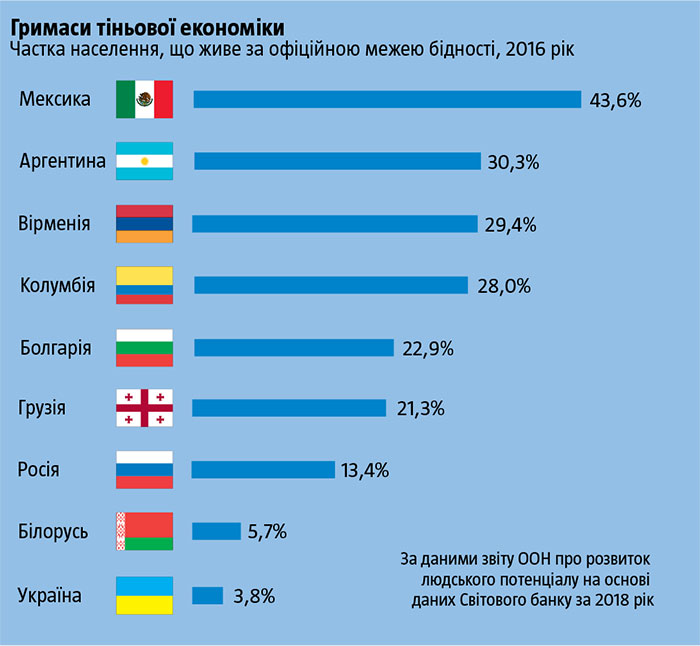 Гримаси тіньової економіки
Частка населення, що живе за офіційною межею бідності, 2016 рік
Мексика 43,6%
Аргентина 30,3%
Вірменія 29,4%
Колумбія 28,0%
Болгарія 22,9%
Грузія 21,3%
Росія 13,4%
Білорусь 5,7%
Україна 3,8%
За даними звіту ООН про розвиток
людського потенціалу на основі
даних Світового банку за 2018 рік